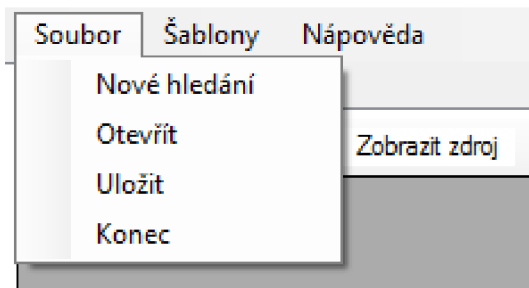 Soubor Šablony Nápověda
Nové hledání
Otevřít
Zobrazit zdroj
Uložit
Konec